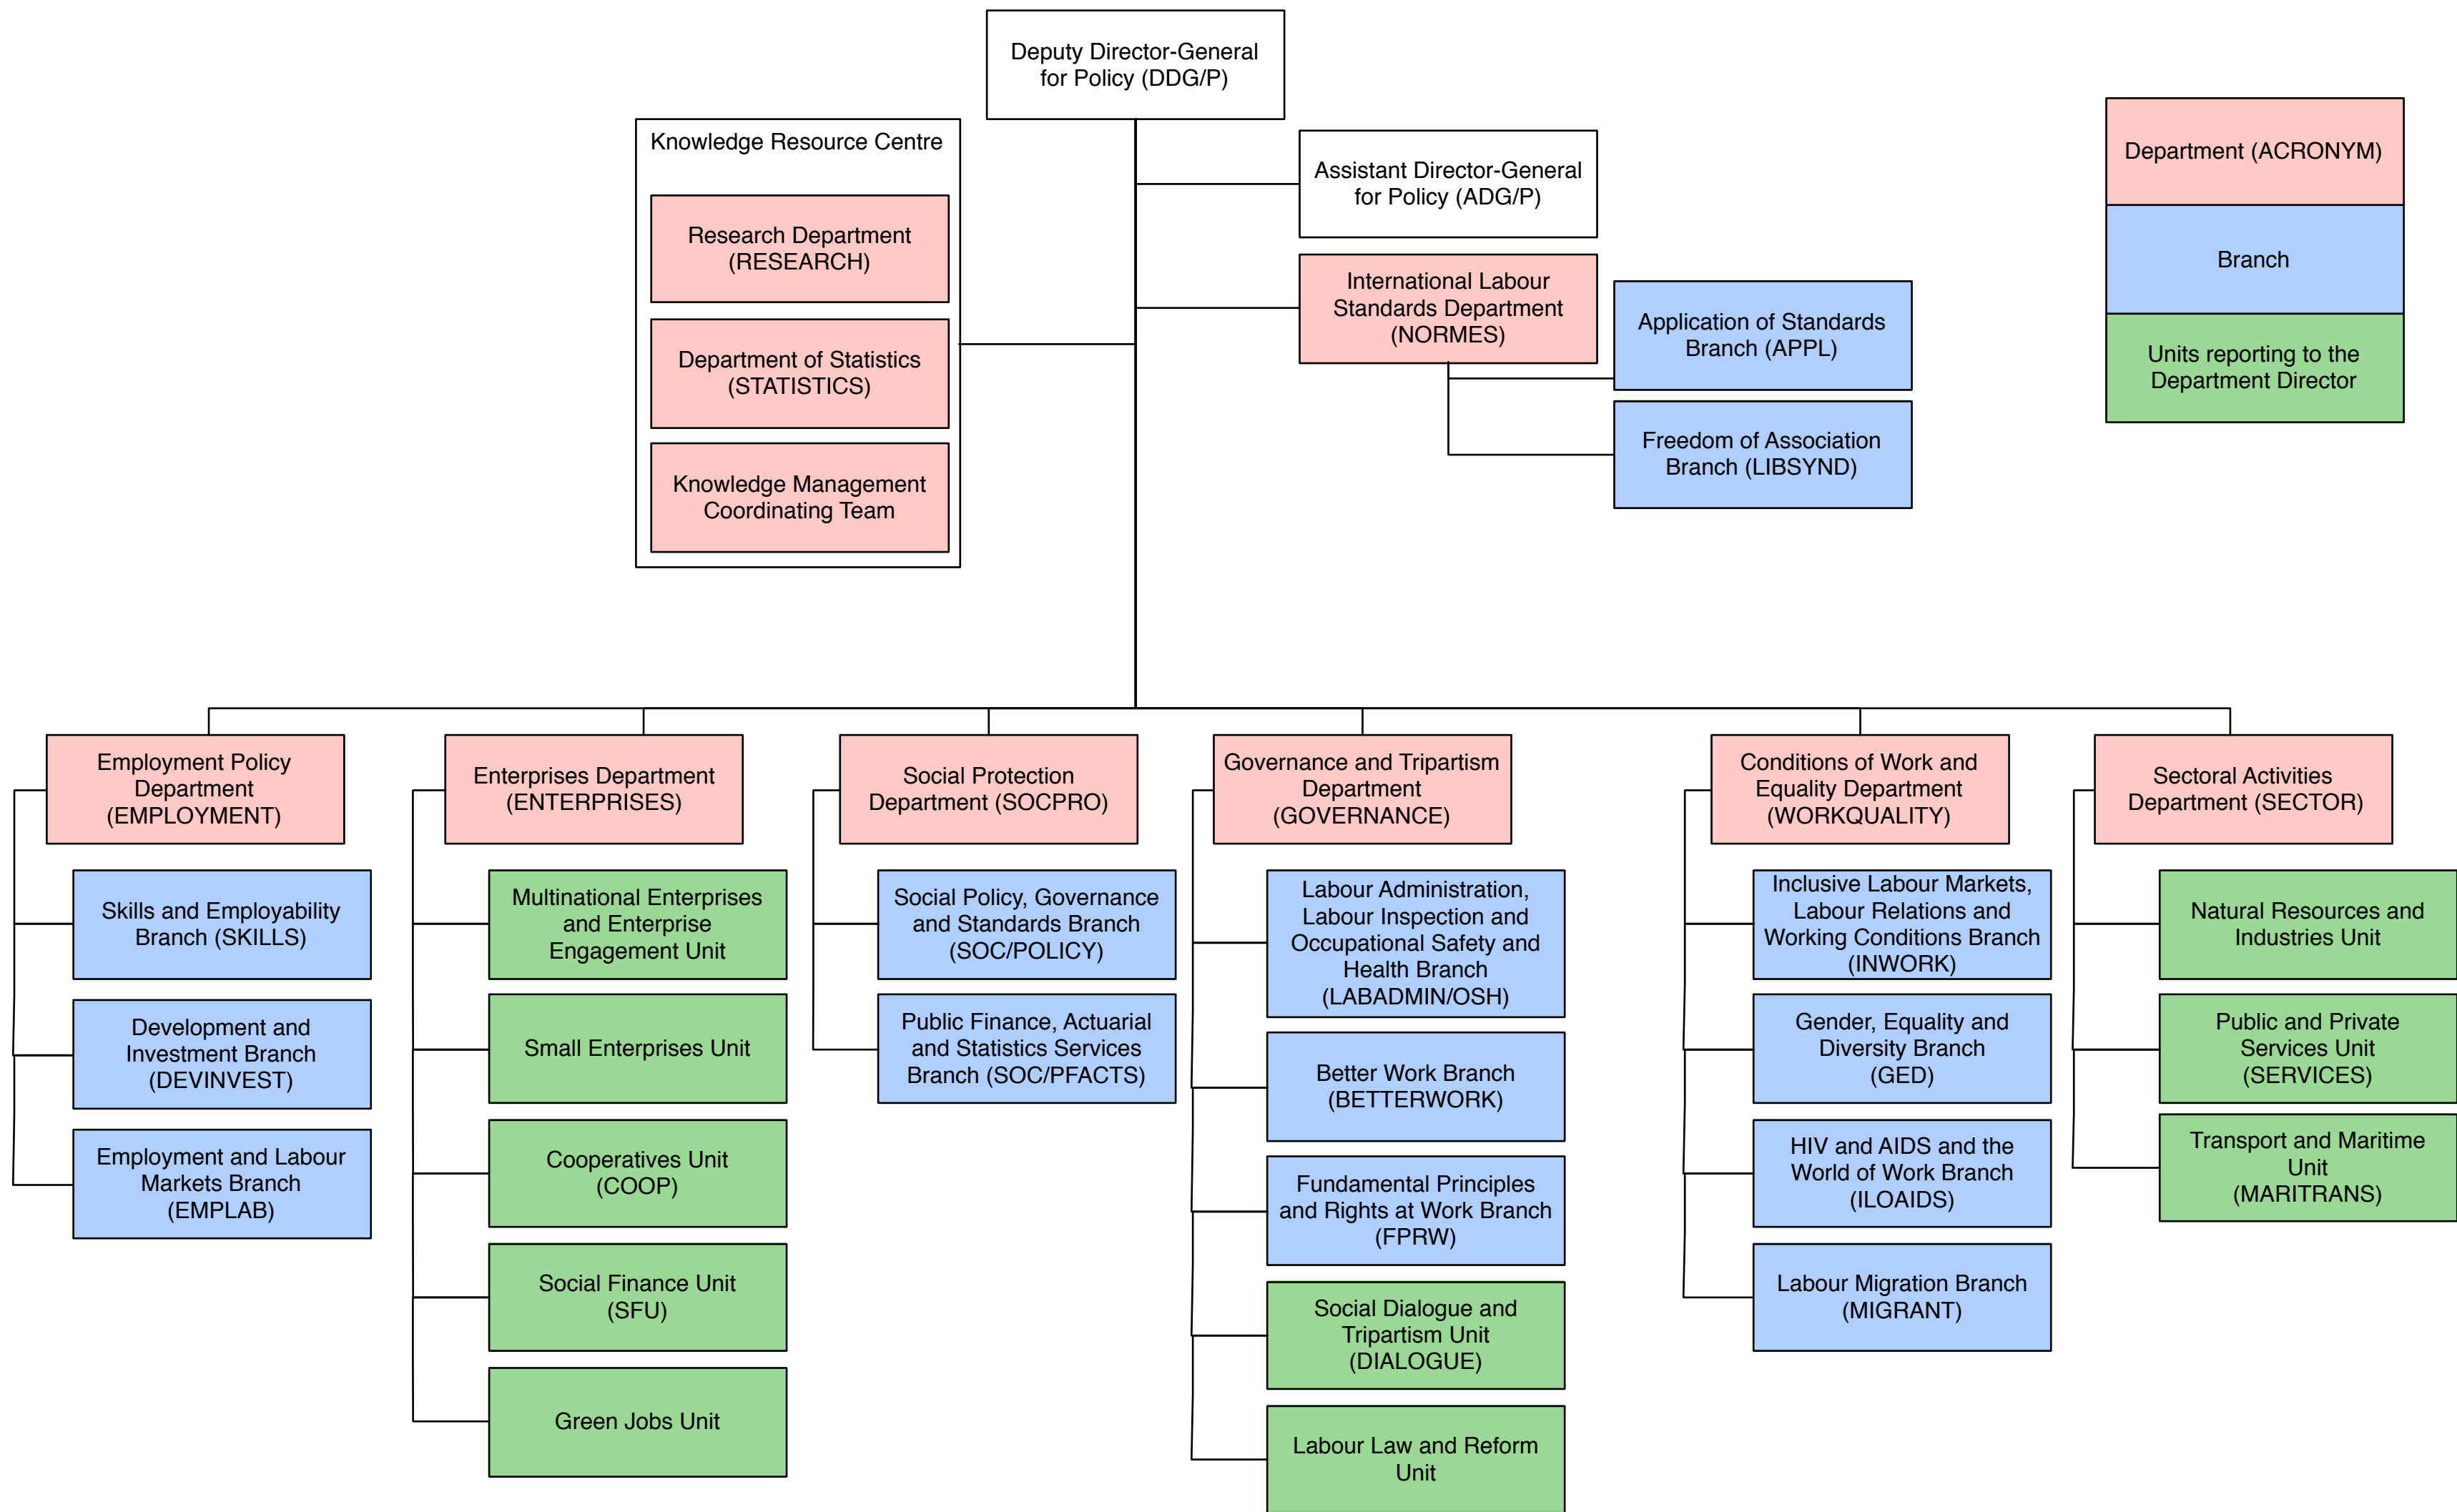 Deputy Director-General
for Policy (DDG/P)
Knowledge Resource Centre
Research Department
(RESEARCH)
Department of Statistics
(STATISTICS)
Knowledge Management
Coordinating Team
Assistant Director-General
for Policy (ADG/P)
International Labour
Standards Department
(NORMES)
Application of Standards
Branch (APPL)
Freedom of Association
Branch (LIBSYND)
Department (ACRONYM)
Branch
Units reporting to the
Department Director
Employment Policy
Department
(EMPLOYMENT)
Skills and Employability
Branch (SKILLS)
Development and
Investment Branch
(DEVINVEST)
Employment and Labour
Markets Branch
(EMPLAB)
Enterprises Department
(ENTERPRISES)
Multinational Enterprises
and Enterprise
Engagement Unit
Small Enterprises Unit
Cooperatives Unit
(COOP)
Social Finance Unit
(SFU)
Green Jobs Unit
Social Protection
Department (SOCPRO)
Social Policy, Governance
and Standards Branch
(SOC/POLICY)
Public Finance, Actuarial
and Statistics Services
Branch (SOC/PFACTS)
Governance and Tripartism
Department
(GOVERNANCE)
Labour Administration,
Labour Inspection and
Occupational Safety and
Health Branch
(LABADMIN/OSH)
Better Work Branch
(BETTERWORK)
Fundamental Principles
and Rights at Work Branch
(FPRW)
Social Dialogue and
Tripartism Unit
(DIALOGUE)
Labour Law and Reform
Unit
Conditions of Work and
Equality Department
(WORKQUALITY)
Inclusive Labour Markets,
Labour Relations and
Working Conditions Branch
(INWORK)
Gender, Equality and
Diversity Branch
(GED)
HIV and AIDS and the
World of Work Branch
(ILOAIDS)
Labour Migration Branch
(MIGRANT)
Sectoral Activities
Department (SECTOR)
Natural Resources and
Industries Unit
Public and Private
Services Unit
(SERVICES)
Transport and Maritime
Unit
(MARITRANS)